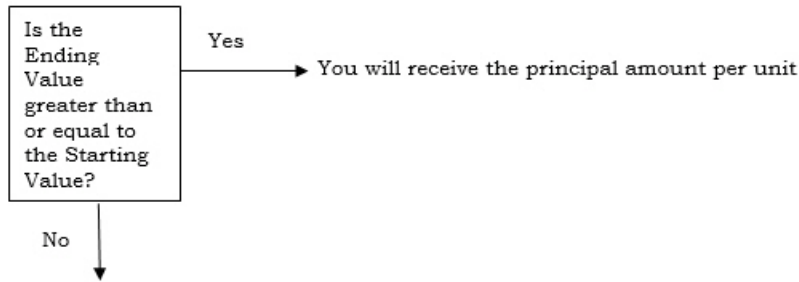 Is the
Ending
Value
greater than
or equal to
the Starting
Value?
Yes
You will receive the principal amount per unit
No